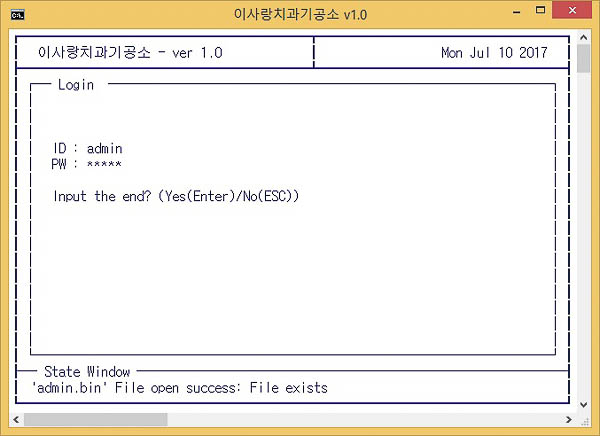 이사랑치과기공소 v1.0
이사랑치과기공소 - ver 1.0
Mon Jul 10 2017
Login
ID : admin
PW : *****
Input the end? (Yes(Enter)/No(ESC))
State Window
'admin.bin' File open success: File exists